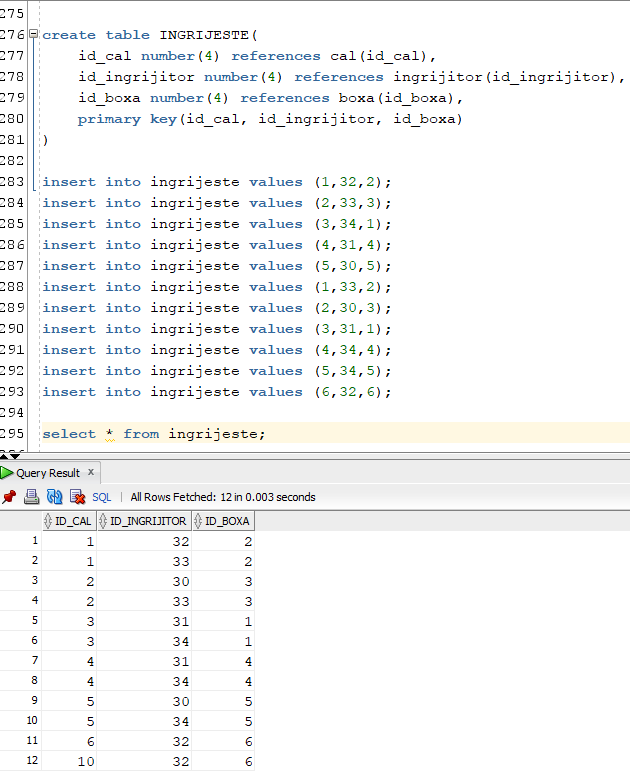 275
276 create table INGRIJESTE(
277 id_cal number(4) references cal(id_cal),
278 id_ingrijitor number(4) references ingrijitor(id_ingrijitor),
279 id_boxa number(4) references boxa(id_boxa),
280 primary key(id_cal, id_ingrijitor, id_boxa)
281 )
282
283 insert into ingrijeste values (1,32,2);
284 insert into ingrijeste values (2,33,3);
285 insert into ingrijeste values (3,34,1);
286 insert into ingrijeste values (4,31,4);
287 insert into ingrijeste values (5,30,5);
288 insert into ingrijeste values (1,33,2);
289 insert into ingrijeste values (2,30,3);
290 insert into ingrijeste values (3,31,1);
291 insert into ingrijeste values (4,34,4);
292 insert into ingrijeste values (5,34,5);
293 insert into ingrijeste values (6,32,6);
294
295 select * from ingrijeste;
Query Result x
SQL | All Rows Fetched: 12 in 0.003 seconds
ID_CAL ID_INGRIJITOR ID_BOXA
1 1 32 2
2 1 33 2
3 2 30 3
4 2 33 3
5 3 31 1
6 3 34 1
7 4 31 4
8 4 34 4
9 5 30 5
10 5 34 5
11 6 32 6
12 10 32 6